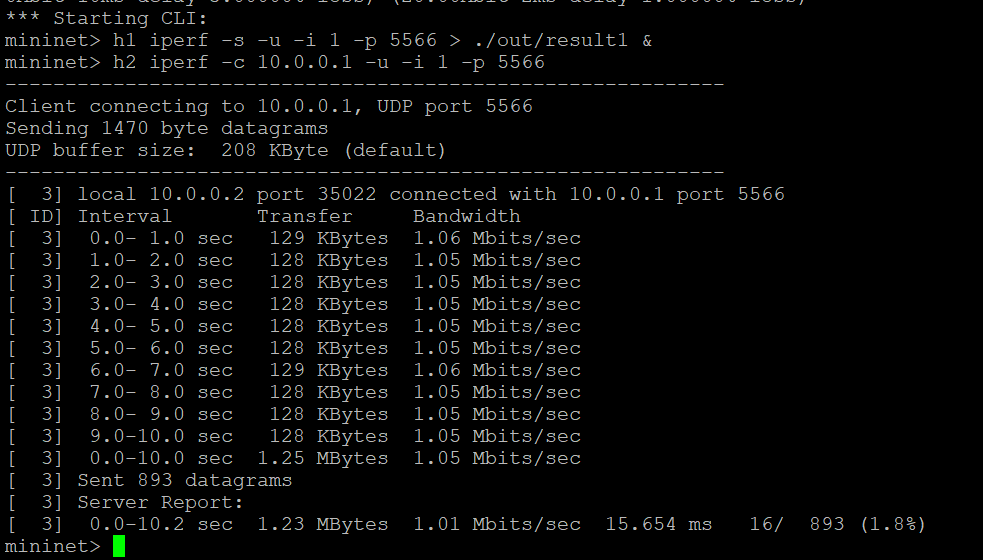 *** Starting CLI:
mininet> h1 iperf -s -u -i 1 -p 5566 > ./out/result1 &
mininet> h2 iperf -c 10.0.0.1 -u -i 1 -p 5566
------------------------------------------------------------
Client connecting to 10.0.0.1, UDP port 5566
Sending 1470 byte datagrams
UDP buffer size:  208 KByte (default)
------------------------------------------------------------
[  3] local 10.0.0.2 port 35022 connected with 10.0.0.1 port 5566
[ ID] Interval       Transfer     Bandwidth
[  3]  0.0- 1.0 sec   129 KBytes  1.06 Mbits/sec
[  3]  1.0- 2.0 sec   128 KBytes  1.05 Mbits/sec
[  3]  2.0- 3.0 sec   128 KBytes  1.05 Mbits/sec
[  3]  3.0- 4.0 sec   128 KBytes  1.05 Mbits/sec
[  3]  4.0- 5.0 sec   128 KBytes  1.05 Mbits/sec
[  3]  5.0- 6.0 sec   128 KBytes  1.05 Mbits/sec
[  3]  6.0- 7.0 sec   129 KBytes  1.06 Mbits/sec
[  3]  7.0- 8.0 sec   128 KBytes  1.05 Mbits/sec
[  3]  8.0- 9.0 sec   128 KBytes  1.05 Mbits/sec
[  3]  9.0-10.0 sec   128 KBytes  1.05 Mbits/sec
[  3]  0.0-10.0 sec  1.25 MBytes  1.05 Mbits/sec
[  3] Sent 893 datagrams
[  3] Server Report:
[  3]  0.0-10.2 sec  1.23 MBytes  1.01 Mbits/sec  15.654 ms   16/  893 (1.8%)
mininet>